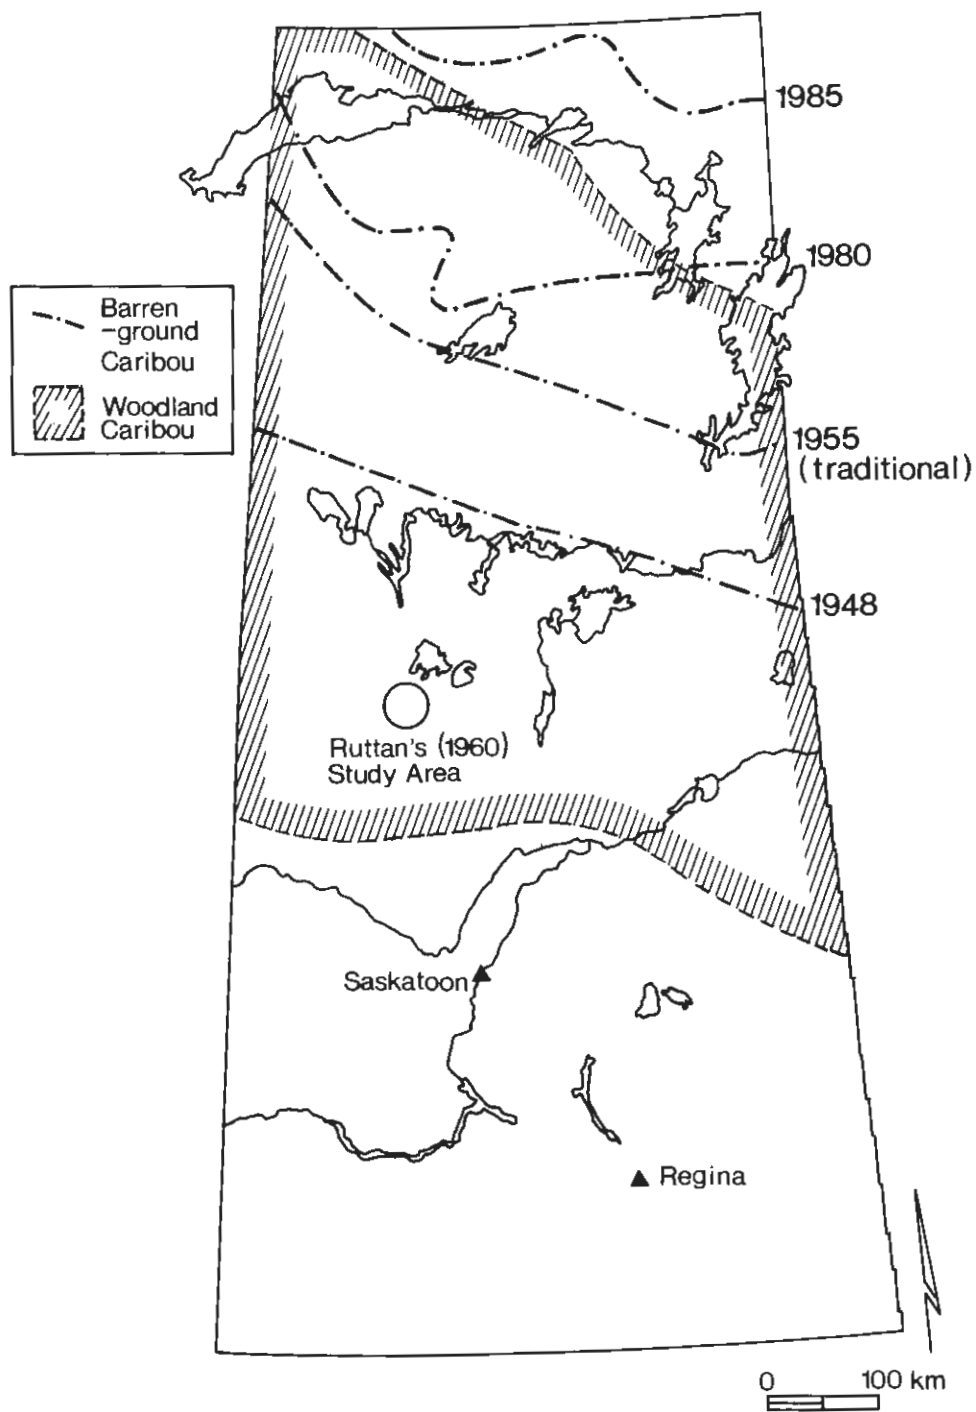 1985
1980
Barren
-ground
Caribou
Woodland
Caribou
1955
(traditional)
1948
Ruttan's (1960)
Study Area
Saskatoon
Regina
0 100 km